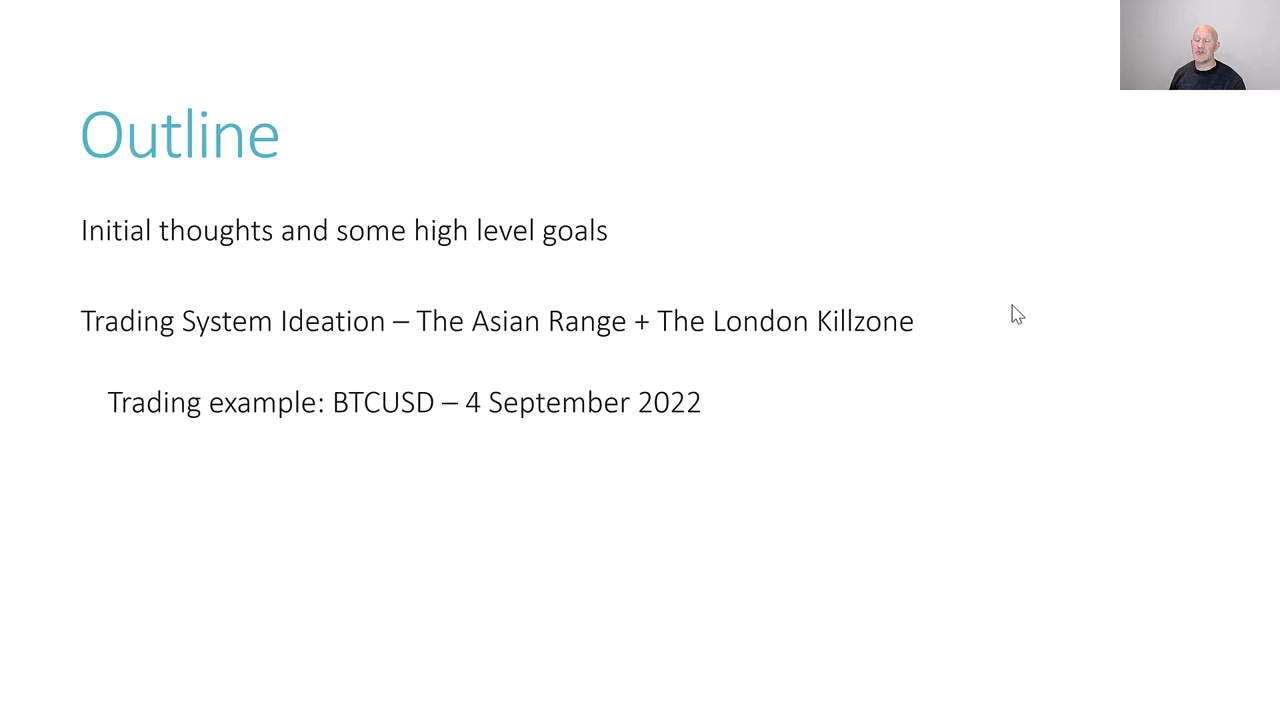 Outline
Initial thoughts and some high level goals
Trading System Ideation – The Asian Range + The London Killzone
Trading example: BTCUSD – 4 September 2022